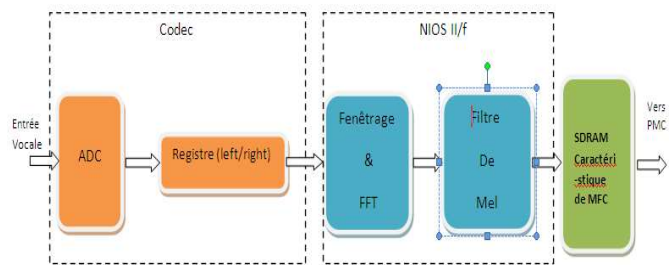 Codec
NIOS II/f
Entrée
Vocale
ADC
Registre (left/right)
Fenêtrage
&
FFT
Filtre
De
Mel
SDRAM
Caractéri
-stique
de MFC
Vers
PMC